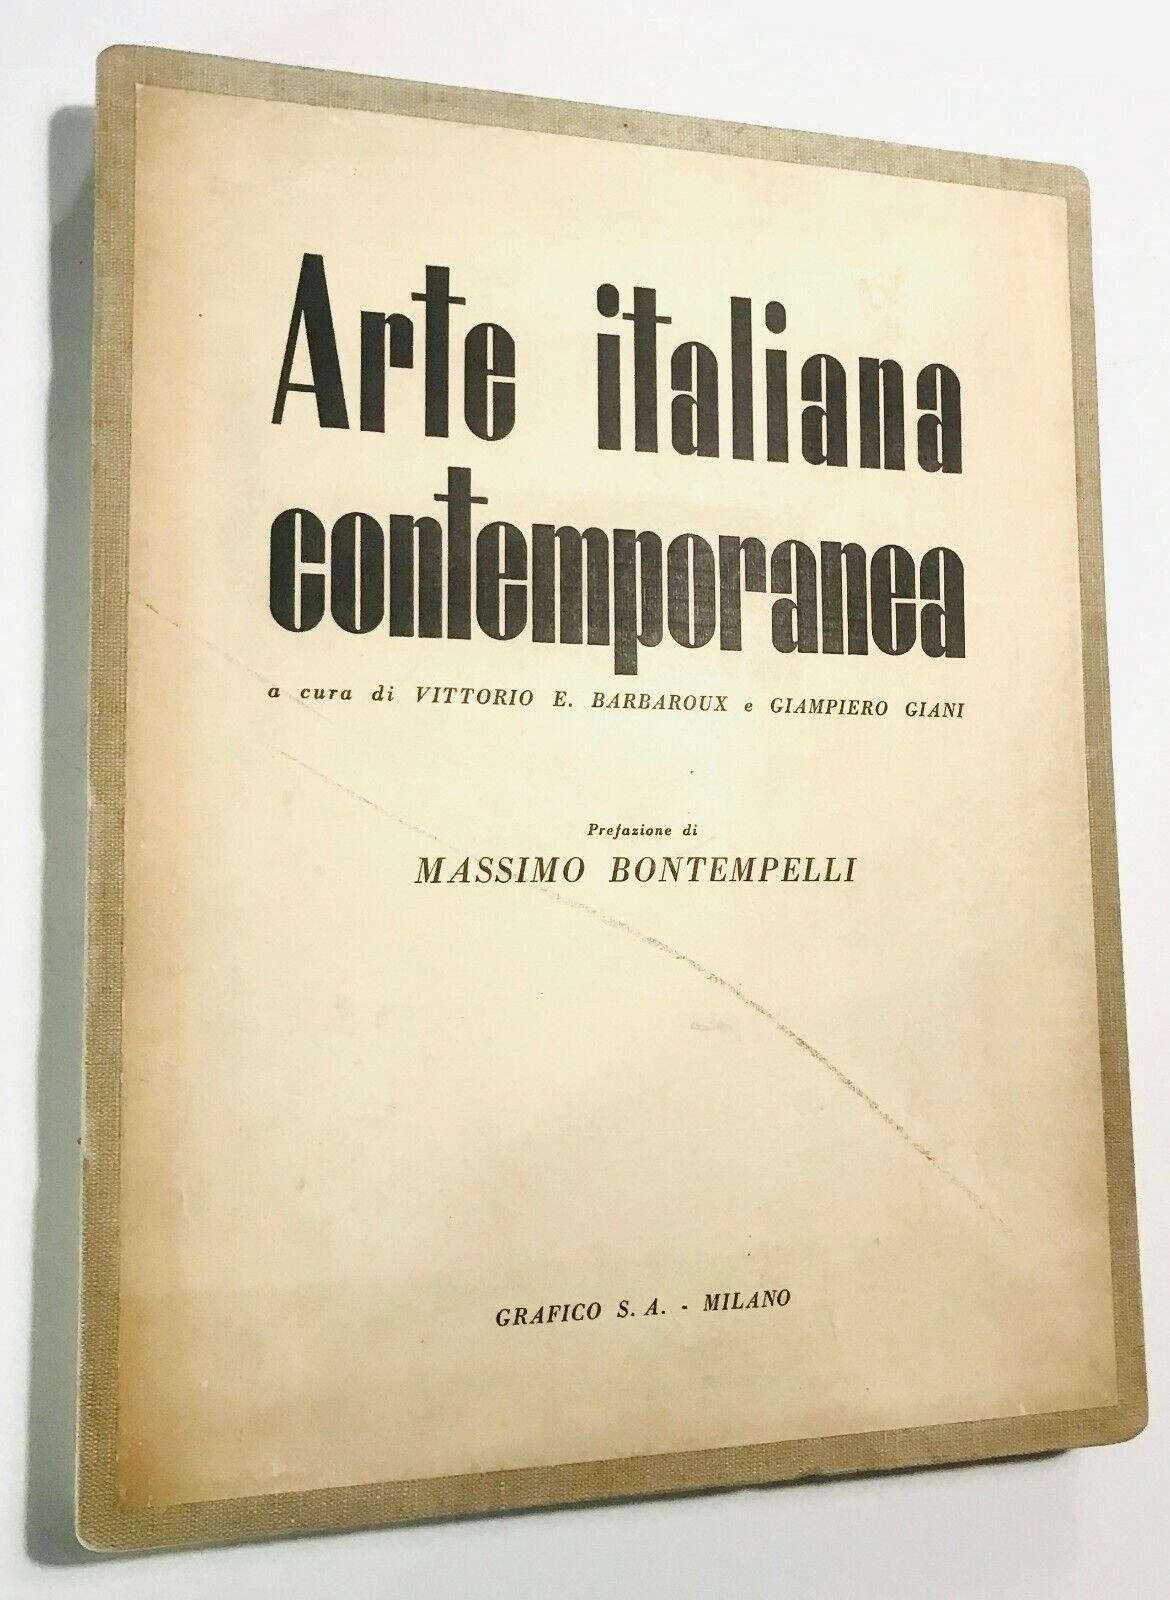 Arte italiana
contemporanea
a cura di VITTORIO E. BARBAROUX e GIAMPIERO GIANI
Prefazione di
MASSIMO BONTEMPELLI
GRAFICO S. A. - MILANO